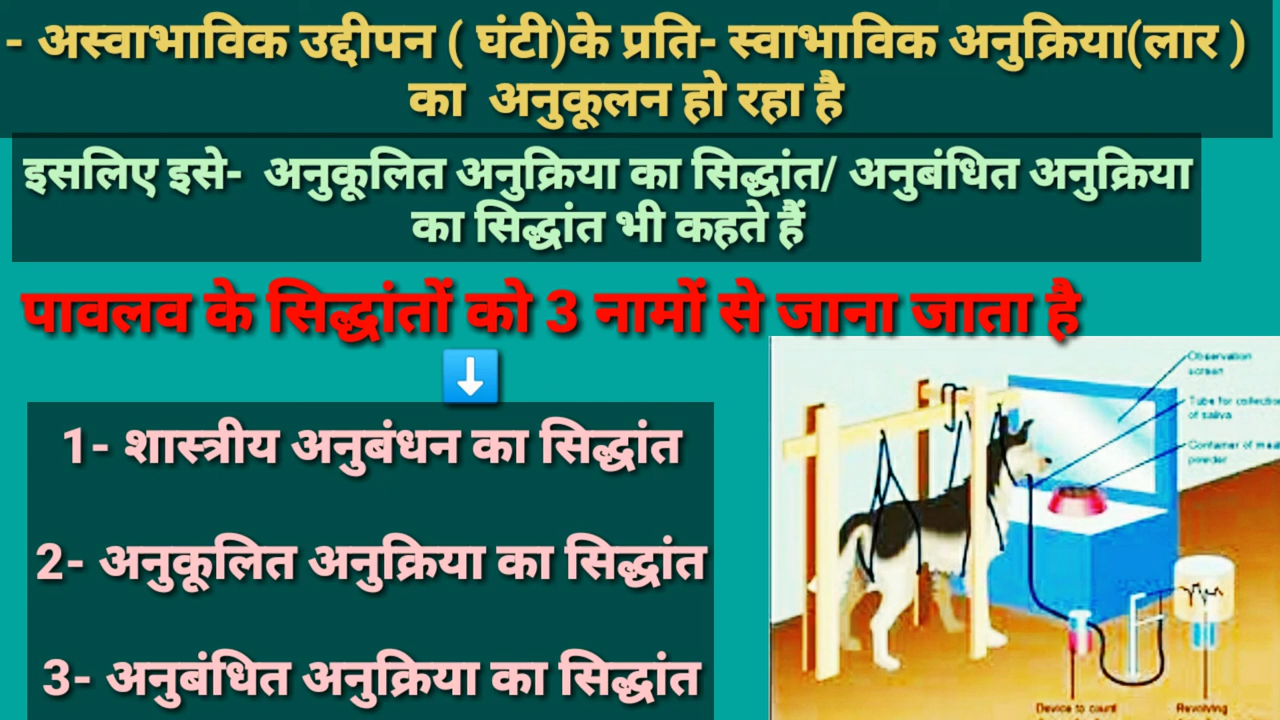 - अस्वाभाविक उद्दीपन ( घंटी)के प्रति- स्वाभाविक अनुक्रिया(लार )
का अनुकूलन हो रहा है
इसलिए इसे- अनुकूलित अनुक्रिया का सिद्धांत/ अनुबंधित अनुक्रिया
का सिद्धांत भी कहते हैं
पावलव के सिद्धांतों को 3 नामों से जाना जाता है
1- शास्त्रीय अनुबंधन का सिद्धांत
2- अनुकूलित अनुक्रिया का सिद्धांत
3- अनुबंधित अनुक्रिया का सिद्धांत
Observation
screen
Tube for collectio
of saliva
Container of mea
powder
Device to count
Revolving